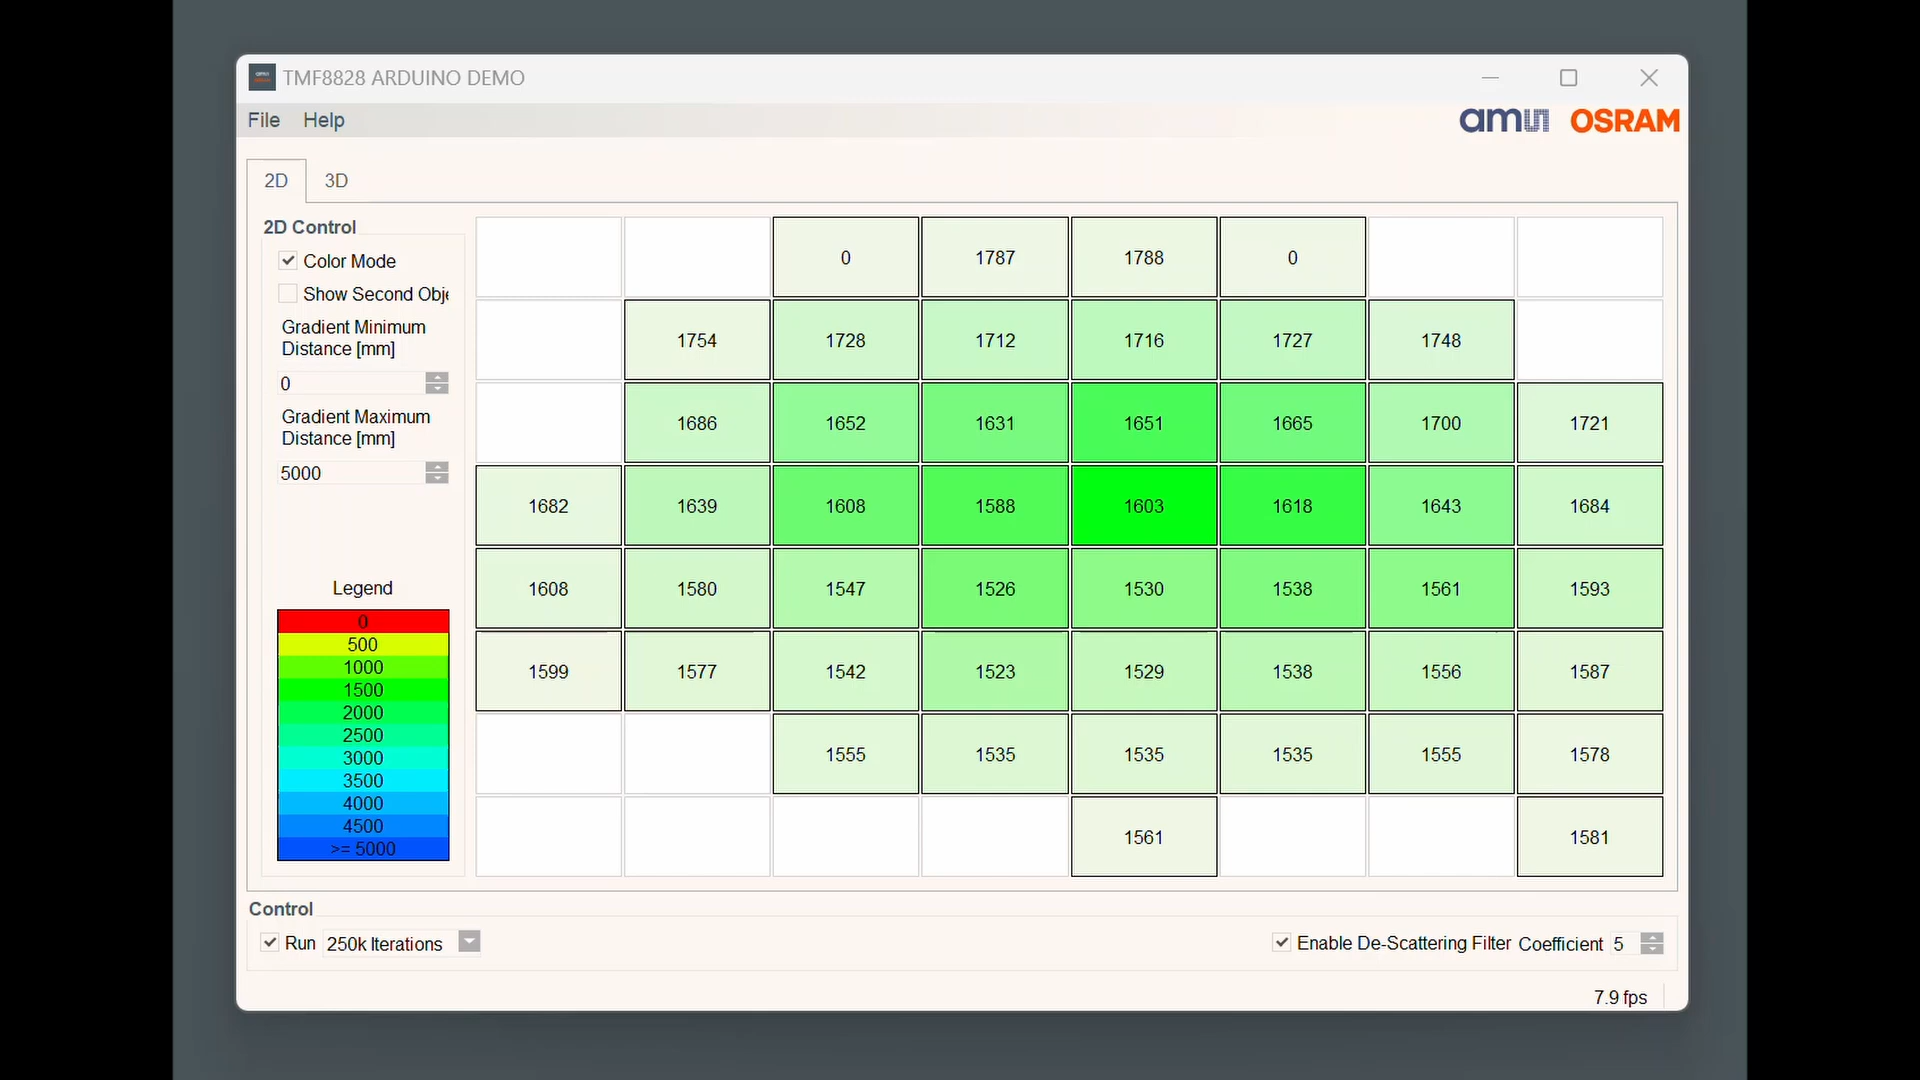 TMF8828 ARDUINO DEMO
File Help
am OSRAM
2D 3D
2D Control
Color Mode
Show Second Obje
Gradient Minimum
Distance [mm]
0
Gradient Maximum
Distance [mm]
5000
Legend
0
500
1000
1500
2000
2500
3000
3500
4000
4500
>= 5000
0 1787 1788 0
1754 1728 1712 1716 1727 1748
1686 1652 1631 1651 1665 1700 1721
1682 1639 1608 1588 1603 1618 1643 1684
1608 1580 1547 1526 1530 1538 1561 1593
1599 1577 1542 1523 1529 1538 1556 1587
1555 1535 1535 1535 1555 1578
1561 1581
Control
Run 250k Iterations Enable De-Scattering Filter Coefficient 5
7.9 fps